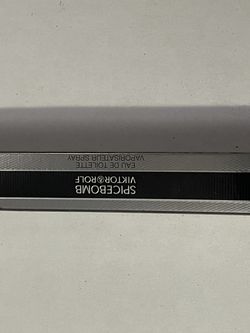 SPICEBOMB
VIKTOR&ROLF
EAU DE TOILETTE
VAPORISATEUR SPRAY